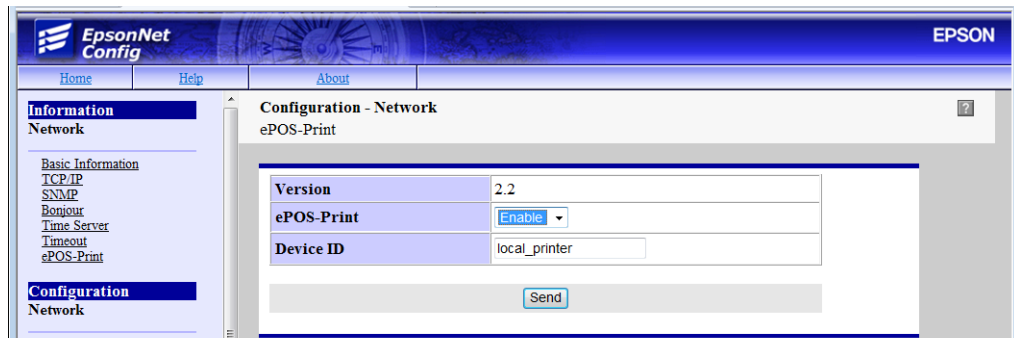 EpsonNet
Config
EPSON
Home Help About
Information
Network
Basic Information
TCP/IP
SNMP
Bonjour
Time Server
Timeout
ePOS-Print
Configuration
Network
Configuration - Network
?
ePOS-Print
Version 2.2
ePOS-Print Enable
Device ID local_printer
Send